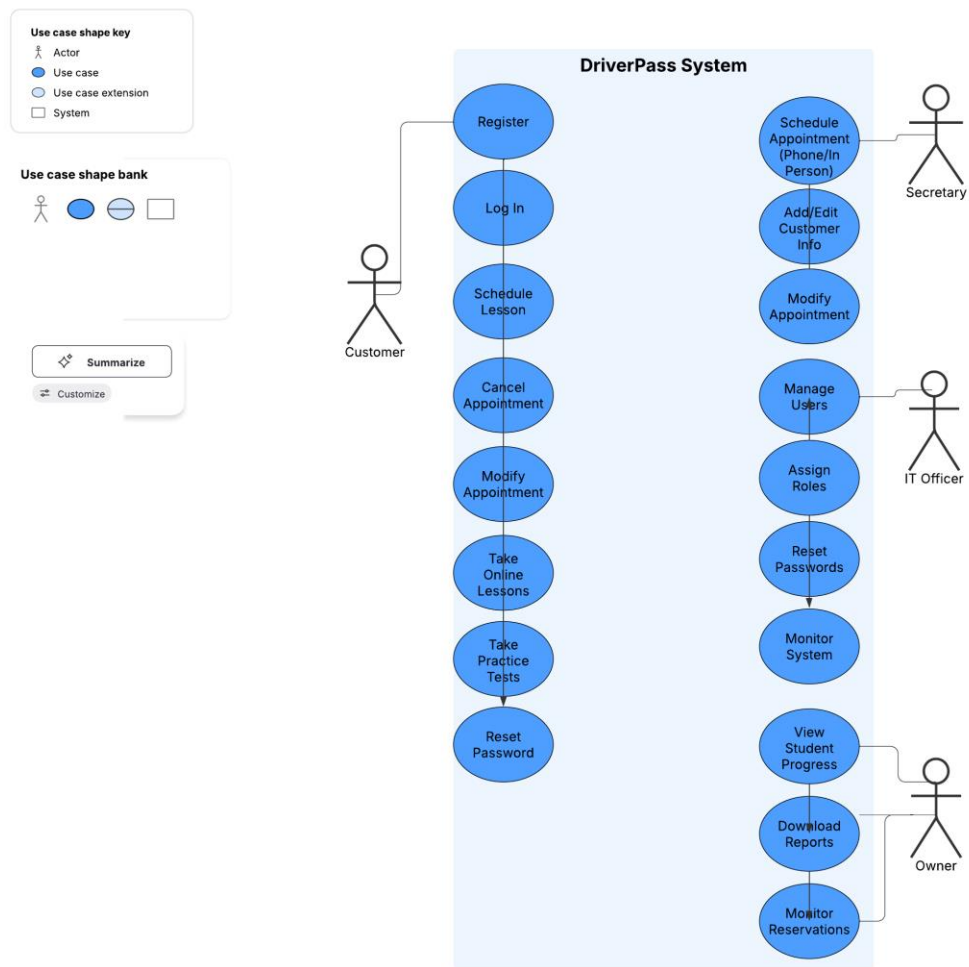 Use case shape key
Actor
Use case
Use case extension
System
Use case shape bank
Summarize
Customize
DriverPass System
Register
Log In
Schedule
Lesson
Cancel
Appointment
Modify
Appointment
Take
Online
Lessons
Take
Practice
Tests
Reset
Password
Customer
Schedule
Appointment
(Phone/In
Person)
Add/Edit
Customer
Info
Modify
Appointment
Secretary
Manage
Users
Assign
Roles
Reset
Passwords
Monitor
System
IT Officer
View
Student
Progress
Download
Reports
Monitor
Reservations
Owner